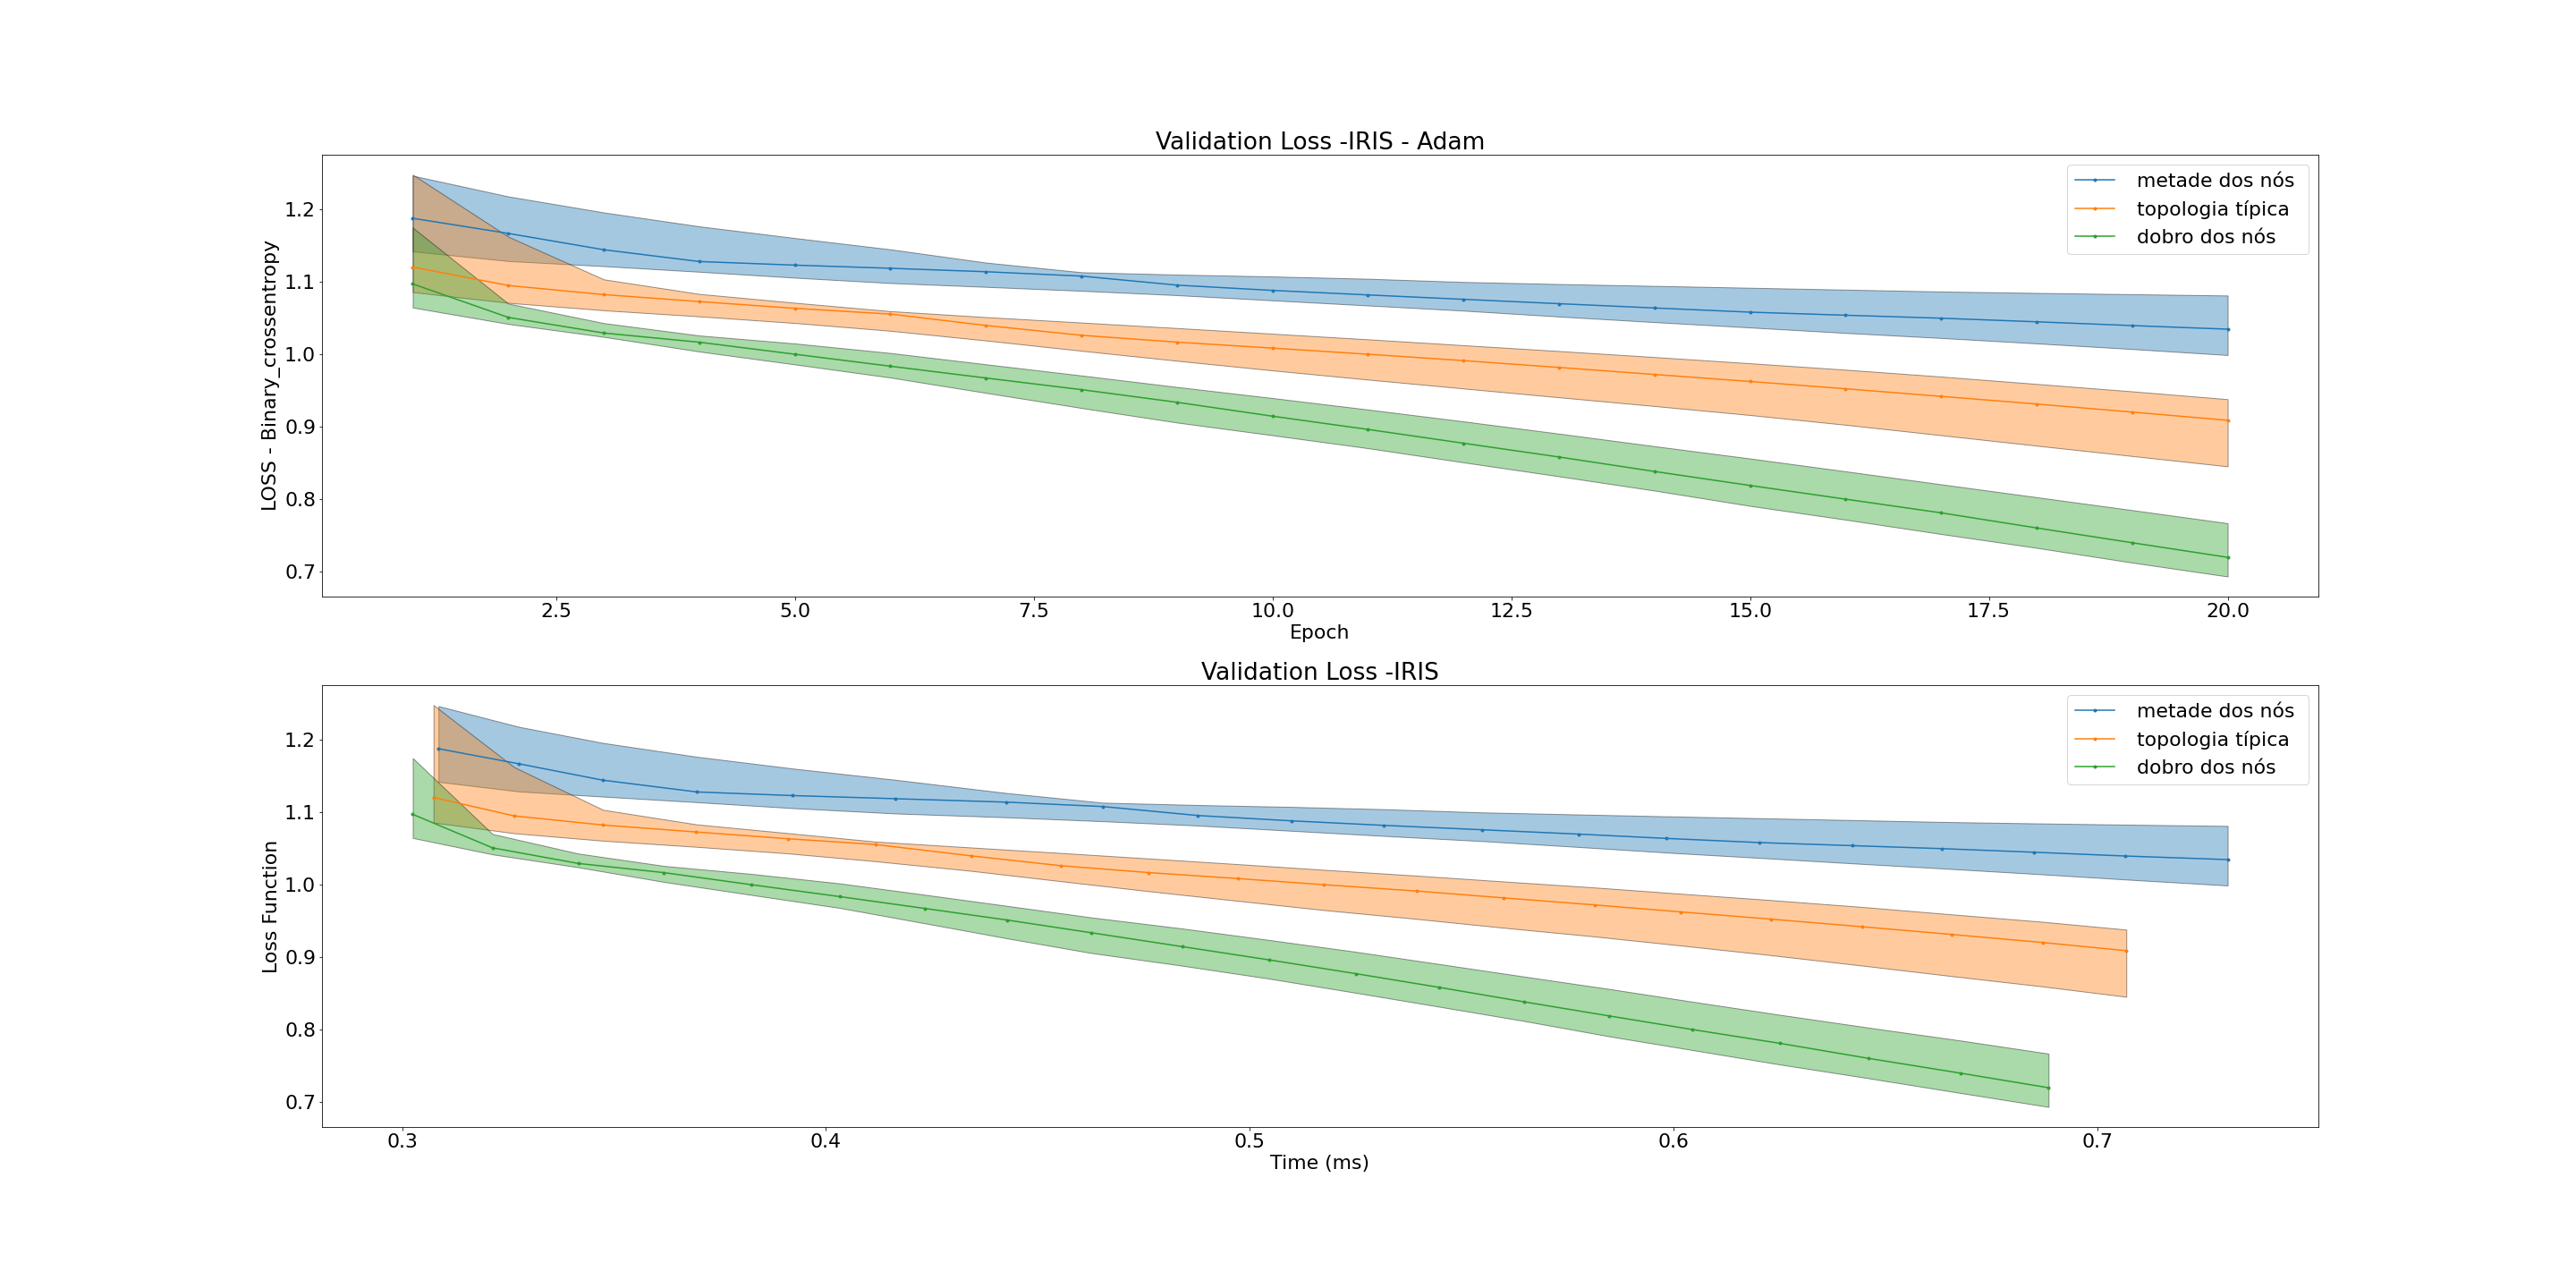 Validation Loss -IRIS - Adam
LOSS - Binary_crossentropy
1.2
1.1
1.0
0.9
0.8
0.7
metade dos nós
topologia típica
dobro dos nós
2.5 5.0 7.5 10.0 12.5 15.0 17.5 20.0
Epoch
Validation Loss -IRIS
Loss Function
1.2
1.1
1.0
0.9
0.8
0.7
metade dos nós
topologia típica
dobro dos nós
0.3 0.4 0.5 0.6 0.7
Time (ms)